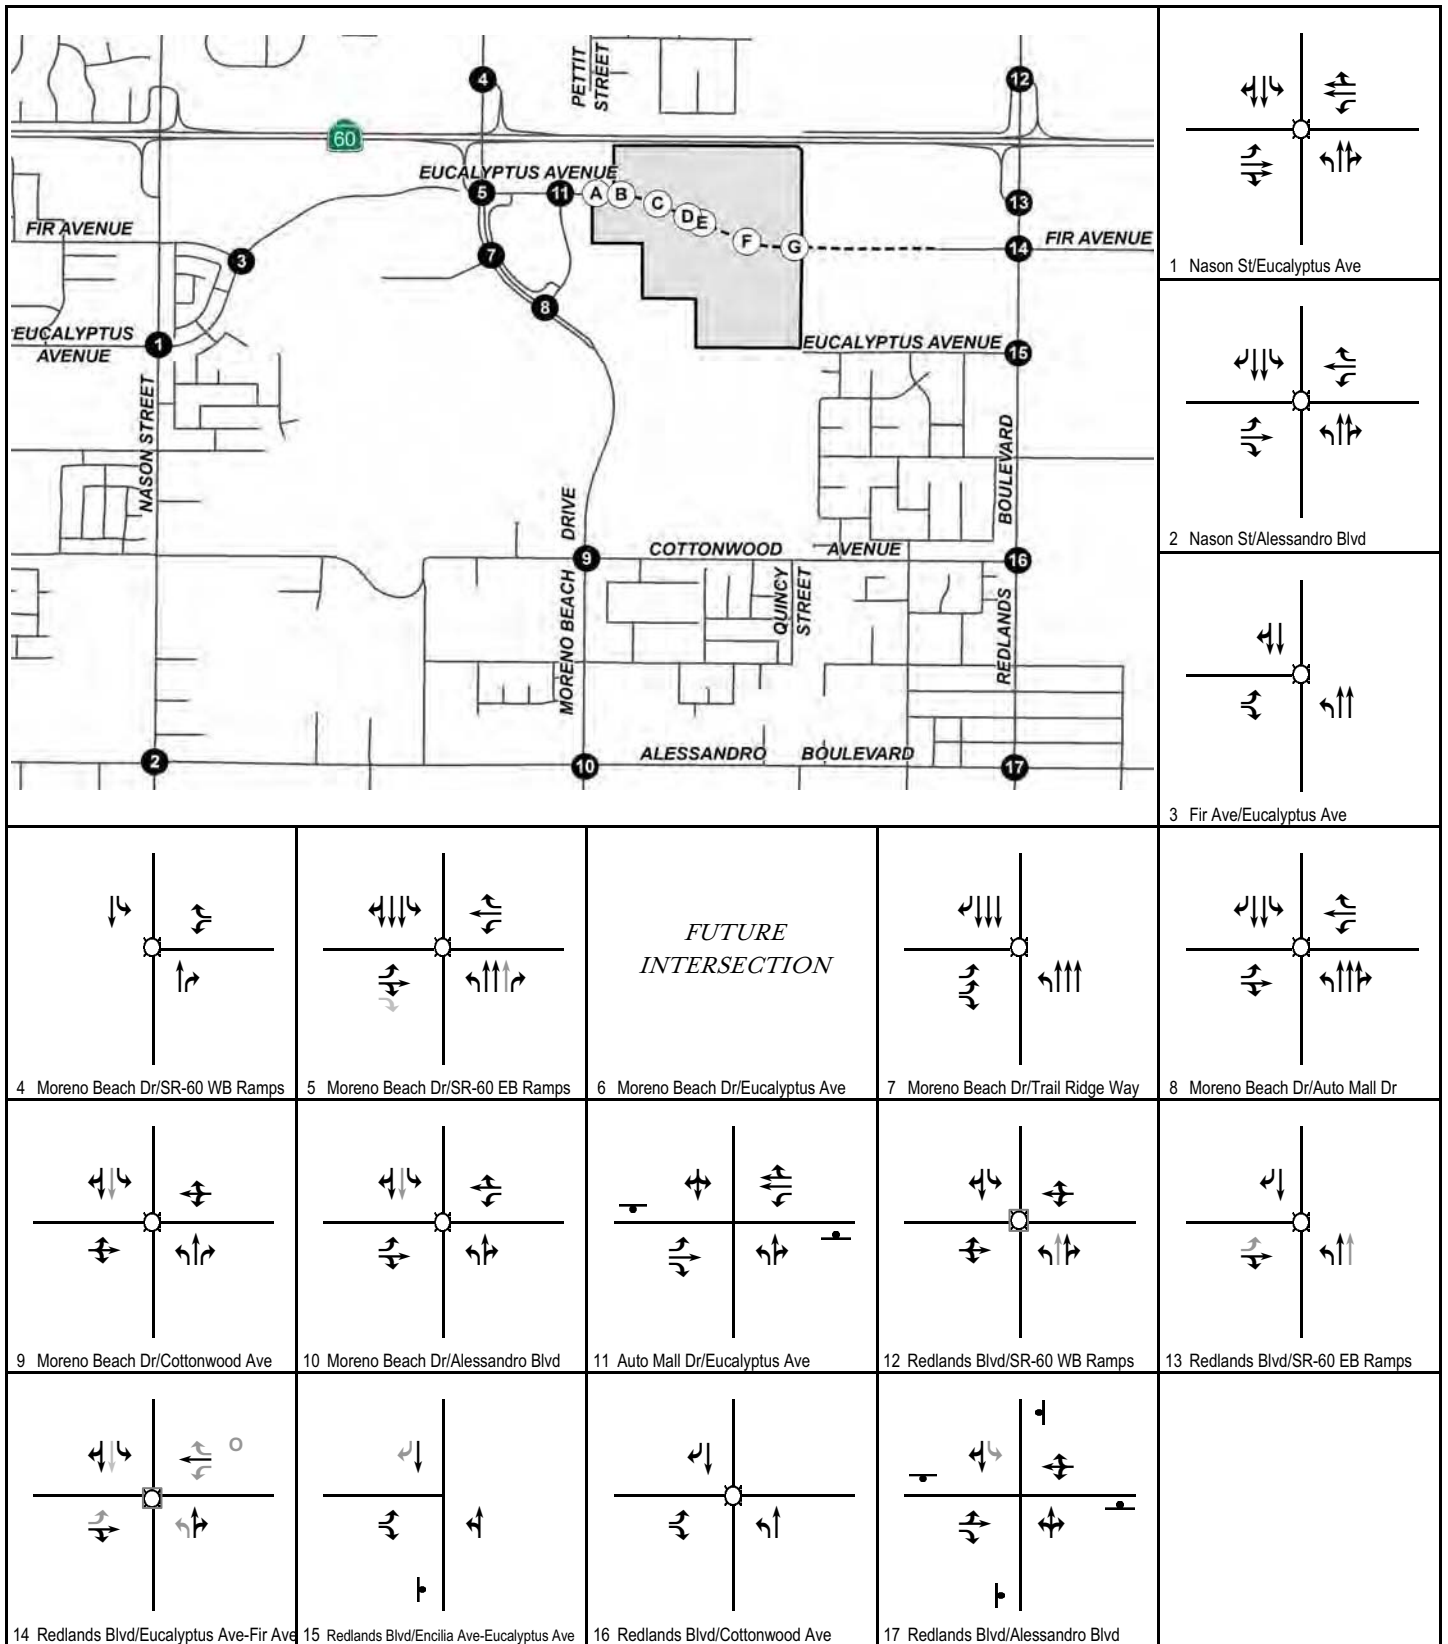 PETTIT
STREET
4
12
60
EUCALYPTUS AVENUE
5
11
A
B
C
D
E
F
G
13
FIR AVENUE
3
7
14
FIR AVENUE
8
EUCALYPTUS
AVENUE
1
EUCALYPTUS AVENUE
15
NASON STREET
MORENO BEACH DRIVE
REDLANDS BOULEVARD
9
COTTONWOOD AVENUE
16
QUINCY
STREET
2
10
ALESSANDRO BOULEVARD
17
1 Nason St/Eucalyptus Ave
2 Nason St/Alessandro Blvd
3 Fir Ave/Eucalyptus Ave
4 Moreno Beach Dr/SR-60 WB Ramps
5 Moreno Beach Dr/SR-60 EB Ramps
FUTURE
INTERSECTION
6 Moreno Beach Dr/Eucalyptus Ave
7 Moreno Beach Dr/Trail Ridge Way
8 Moreno Beach Dr/Auto Mall Dr
9 Moreno Beach Dr/Cottonwood Ave
10 Moreno Beach Dr/Alessandro Blvd
11 Auto Mall Dr/Eucalyptus Ave
12 Redlands Blvd/SR-60 WB Ramps
13 Redlands Blvd/SR-60 EB Ramps
O
14 Redlands Blvd/Eucalyptus Ave-Fir Ave
15 Redlands Blvd/Encilia Ave-Eucalyptus Ave
16 Redlands Blvd/Cottonwood Ave
17 Redlands Blvd/Alessandro Blvd